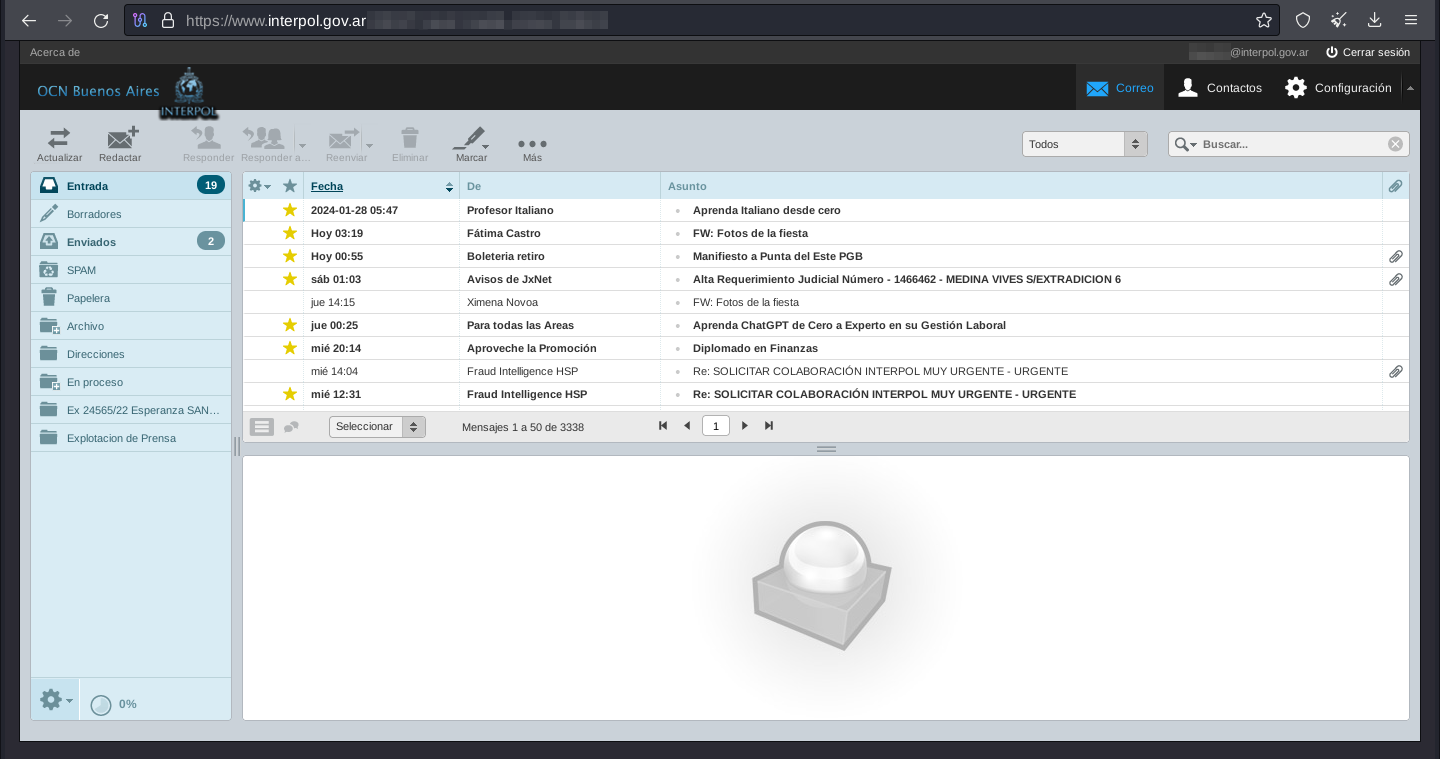 https://www.interpol.gov.ar
Acerca de
@interpol.gov.ar
Cerrar sesión
OCN Buenos Aires
INTERPOL
Correo
Contactos
Configuración
Actualizar
Redactar
Responder
Responder a...
Reenviar
Eliminar
Marcar
Más
Todos
Buscar...
Entrada 19
Borradores
Enviados 2
SPAM
Papelera
Archivo
Direcciones
En proceso
Ex 24565/22 Esperanza SAN...
Explotacion de Prensa
0%
Fecha De Asunto
2024-01-28 05:47 Profesor Italiano Aprenda Italiano desde cero
Hoy 03:19 Fátima Castro FW: Fotos de la fiesta
Hoy 00:55 Boleteria retiro Manifiesto a Punta del Este PGB
sáb 01:03 Avisos de JxNet Alta Requerimiento Judicial Número - 1466462 - MEDINA VIVES S/EXTRADICION 6
jue 14:15 Ximena Novoa FW: Fotos de la fiesta
jue 00:25 Para todas las Areas Aprenda ChatGPT de Cero a Experto en su Gestión Laboral
mié 20:14 Aproveche la Promoción Diplomado en Finanzas
mié 14:04 Fraud Intelligence HSP Re: SOLICITAR COLABORACIÓN INTERPOL MUY URGENTE - URGENTE
mié 12:31 Fraud Intelligence HSP Re: SOLICITAR COLABORACIÓN INTERPOL MUY URGENTE - URGENTE
Seleccionar
Mensajes 1 a 50 de 3338
1